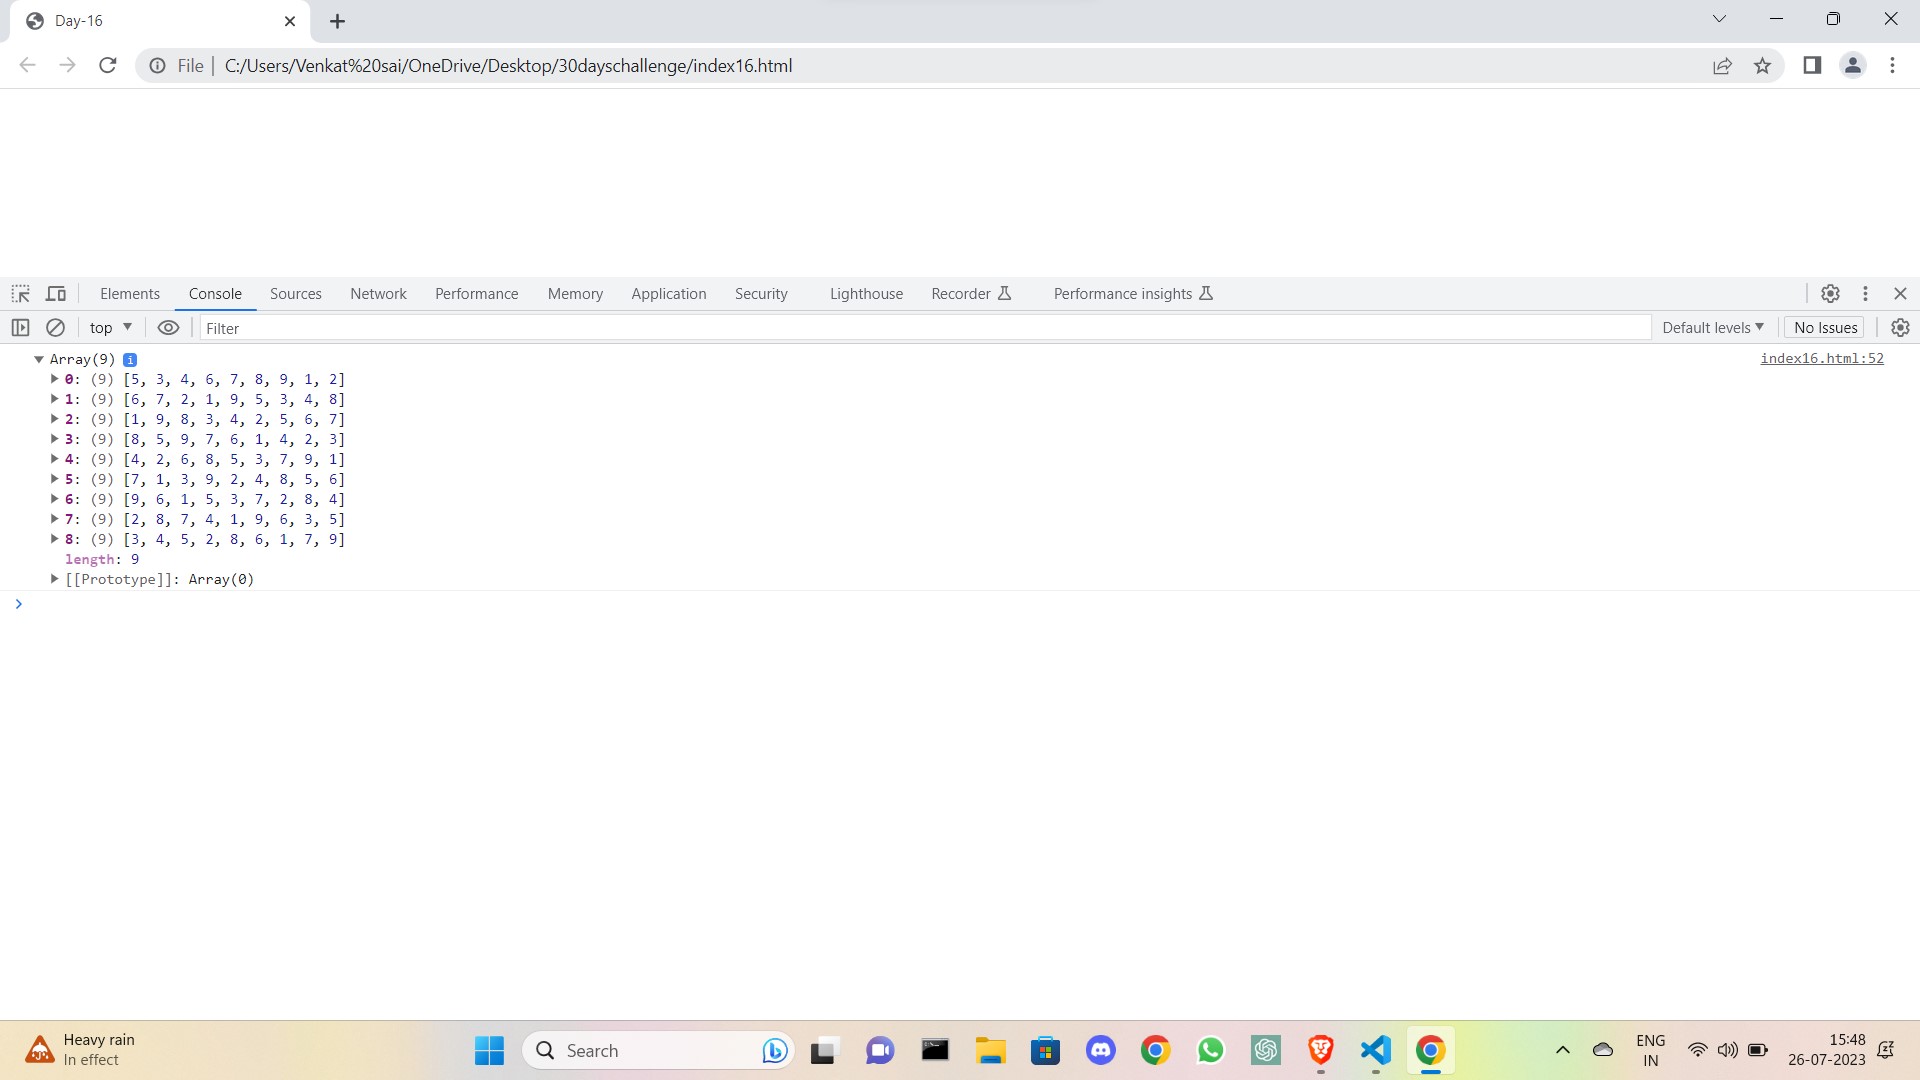 Day-16
File | C:/Users/Venkat%20sai/OneDrive/Desktop/30dayschallenge/index16.html
Elements Console Sources Network Performance Memory Application Security Lighthouse Recorder Performance insights
top Filter Default levels No Issues
Array(9) i index16.html:52
0: (9) [5, 3, 4, 6, 7, 8, 9, 1, 2]
1: (9) [6, 7, 2, 1, 9, 5, 3, 4, 8]
2: (9) [1, 9, 8, 3, 4, 2, 5, 6, 7]
3: (9) [8, 5, 9, 7, 6, 1, 4, 2, 3]
4: (9) [4, 2, 6, 8, 5, 3, 7, 9, 1]
5: (9) [7, 1, 3, 9, 2, 4, 8, 5, 6]
6: (9) [9, 6, 1, 5, 3, 7, 2, 8, 4]
7: (9) [2, 8, 7, 4, 1, 9, 6, 3, 5]
8: (9) [3, 4, 5, 2, 8, 6, 1, 7, 9]
length: 9
[[Prototype]]: Array(0)
Heavy rain
In effect
Search
ENG
IN
15:48
26-07-2023